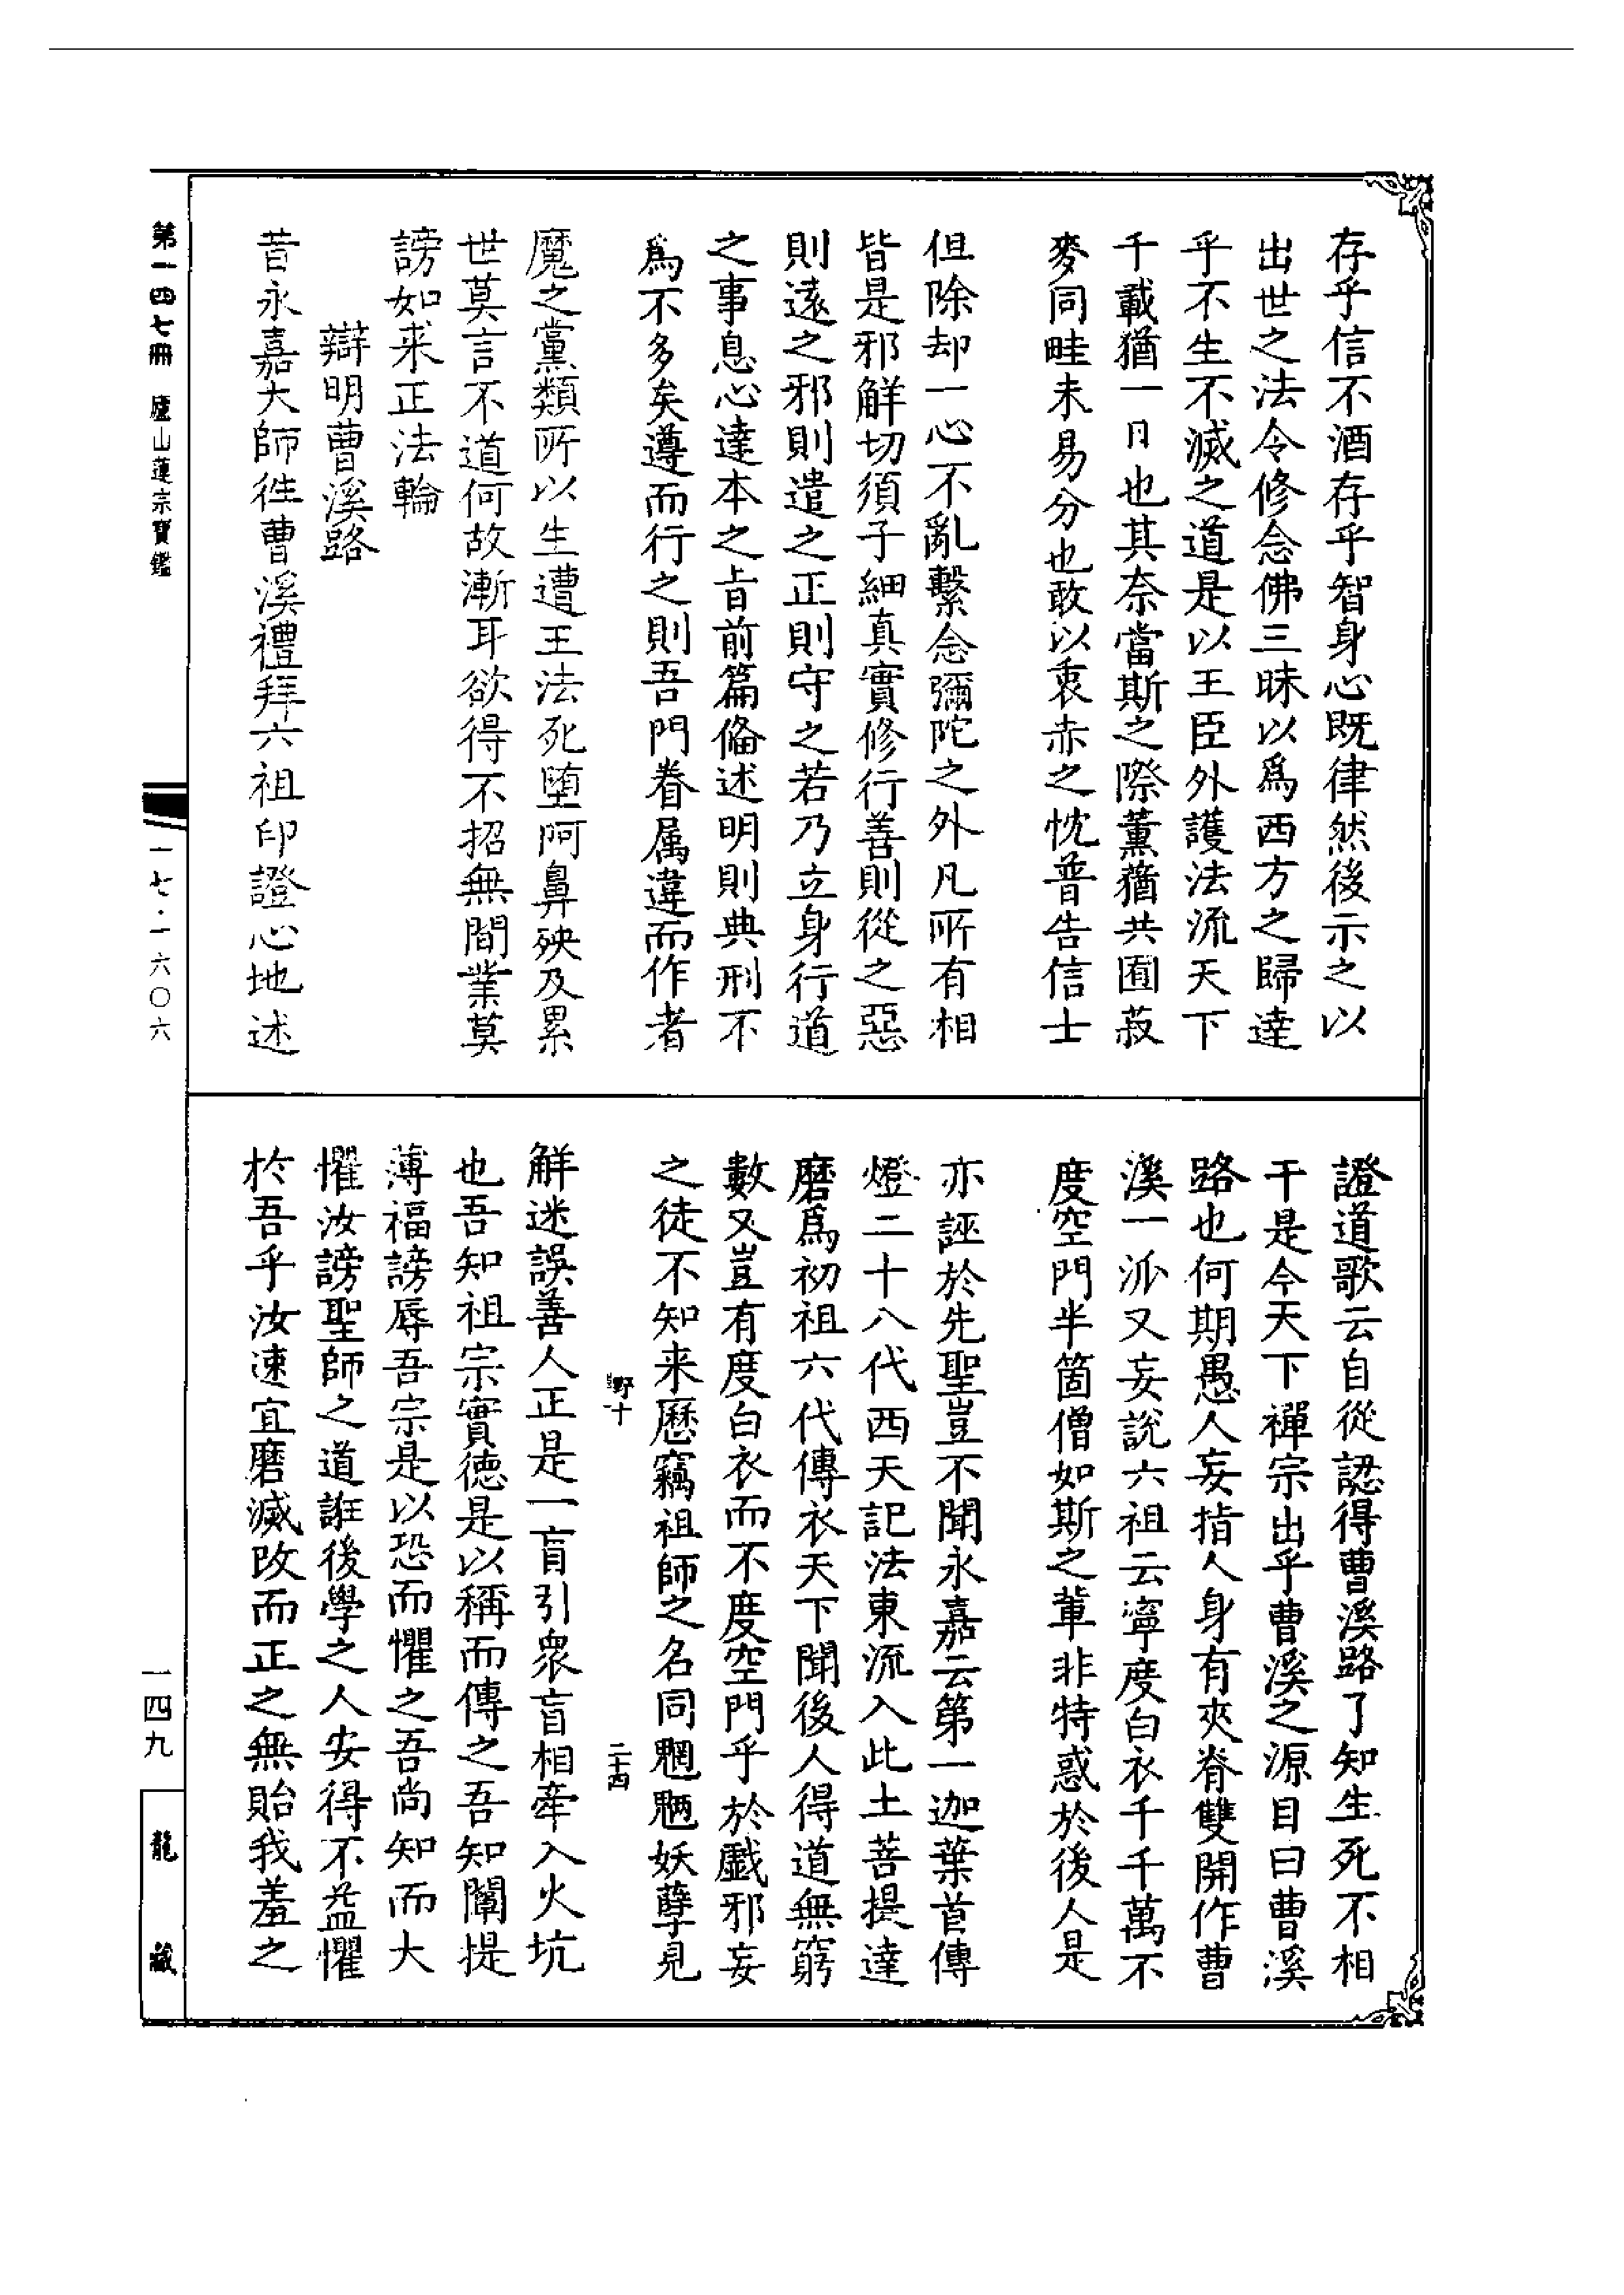 存乎信不酒存乎智身心既律然後示之以
出世之法令修念佛三昧以爲西方之歸達
乎不生不滅之道是以王臣外護法流天下
千載猶一日也其奈當斯之際薰蕕共囿菽
麥同畦未易分也敢以衷赤之忱普告信士
但除却一心不亂繫念彌陀之外凡所有相
皆是邪解切須子細真實修行善則從之惡
則遠之邪則遣之正則守之若乃立身行道
之事息心達本之旨前篇備述明則典刑不
爲不多矣遵而行之則吾門眷属違而作者
魔之黨類所以生遭王法死墮阿鼻殃及累
世莫言不道何故漸耳欲得不招無間業莫
謗如来正法輪
辯明曹溪路
昔永嘉大師徃曹溪禮拜六祖印證心地述
證道歌云自從認得曹溪路了知生死不相
干是今天下禪宗出乎曹溪之源目曰曹溪
路也何期愚人妄指人身有夾脊雙開作曹
溪一派又妄說六祖云寧度白衣千千萬不
度空門半箇僧如斯之輩非特惑於後人是
亦誣於先聖豈不聞永嘉云第一迦葉首傳
燈二十八代西天記法東流入此土菩提達
磨爲初祖六代傳衣天下聞後人得道無窮
數又豈有度白衣而不度空門乎於戲邪妄
之徒不知来歷竊祖師之名同魍魎妖孽見
野十
二十四
解迷誤善人正是一盲引衆盲相牽入火坑
也吾知祖宗實德是以稱而傳之吾知闡提
薄福謗辱吾宗是以恐而懼之吾尚知而大
懼汝謗聖師之道誑後學之人安得不益懼
於吾乎汝速宜磨滅改而正之無貽我羞之
第一四七冊 廬山蓮宗寶鑑
一七·一六〇六
一四九
龍藏